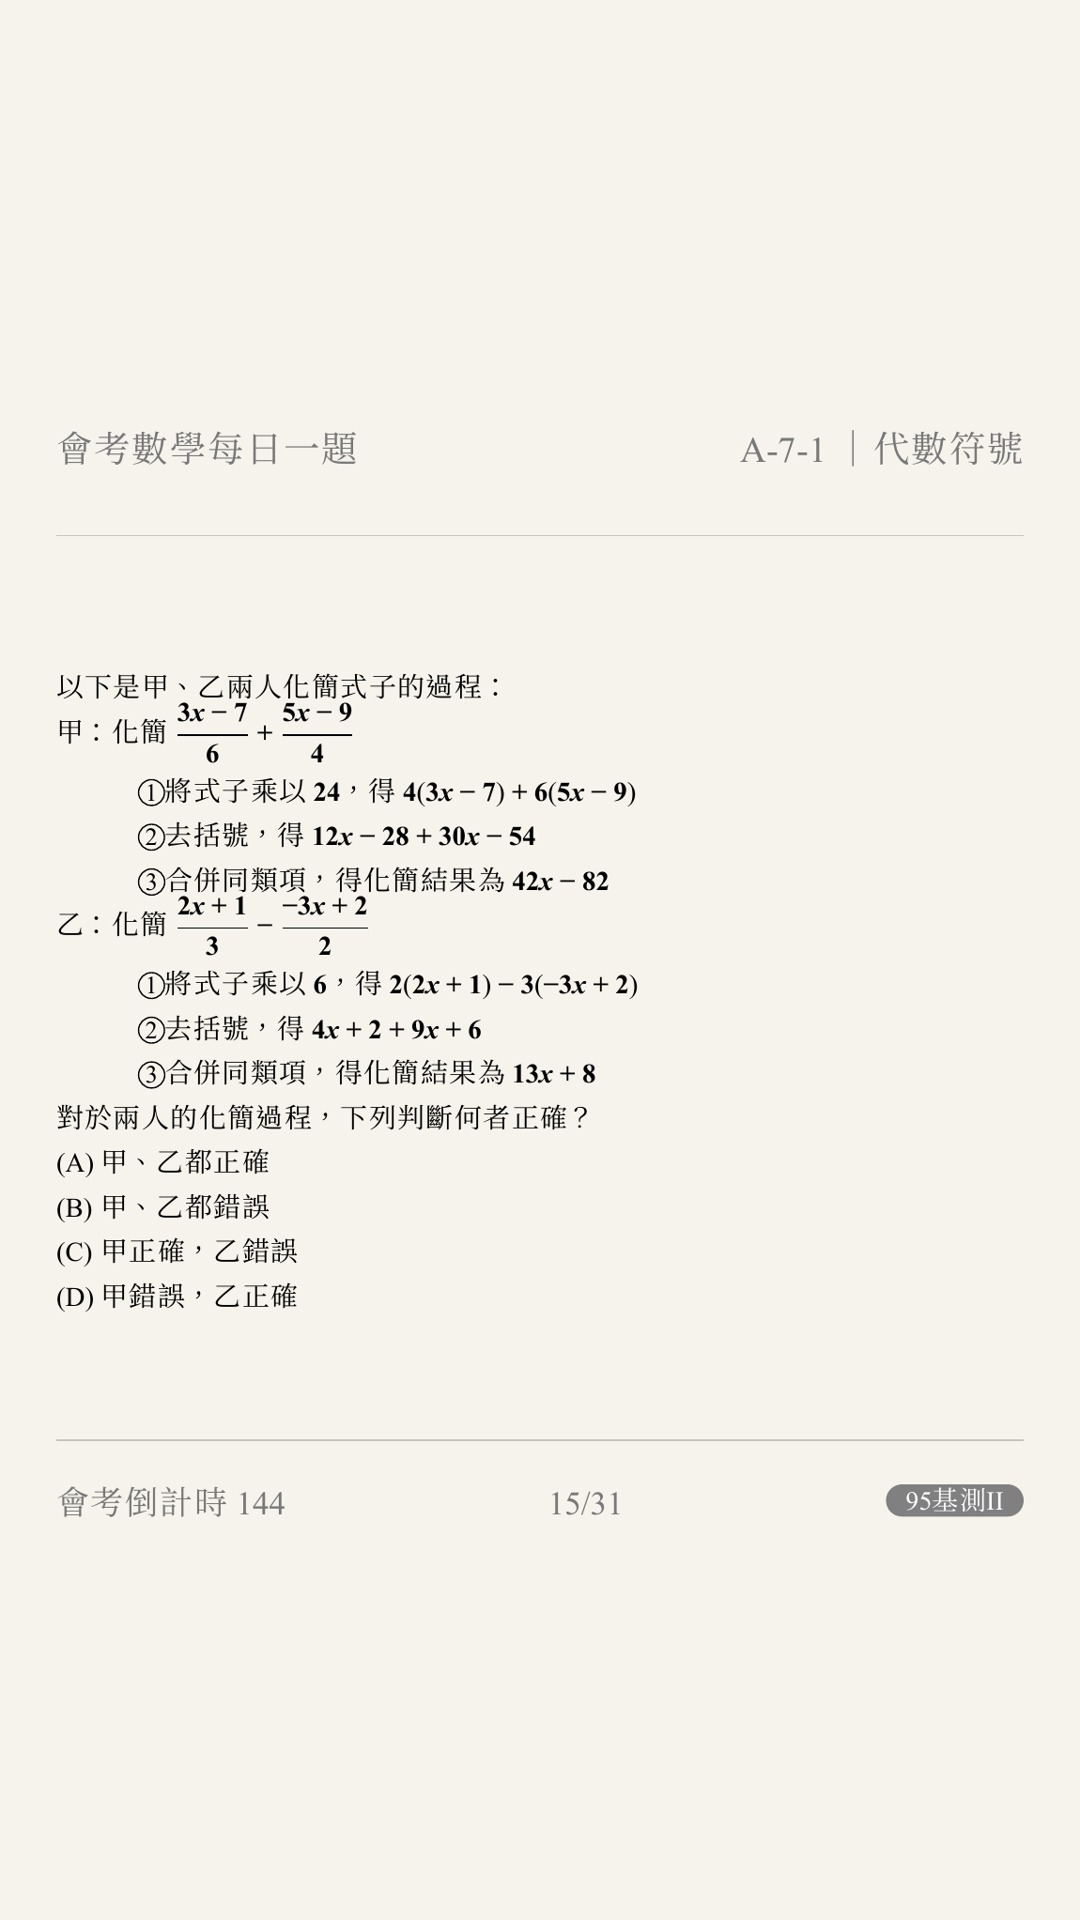 會考數學每日一題
A-7-1｜代數符號
以下是甲、乙兩人化簡式子的過程：
甲：化簡 (3x − 7)/6 + (5x − 9)/4
①將式子乘以 24，得 4(3x − 7) + 6(5x − 9)
②去括號，得 12x − 28 + 30x − 54
③合併同類項，得化簡結果為 42x − 82
乙：化簡 (2x + 1)/3 − (−3x + 2)/2
①將式子乘以 6，得 2(2x + 1) − 3(−3x + 2)
②去括號，得 4x + 2 + 9x + 6
③合併同類項，得化簡結果為 13x + 8
對於兩人的化簡過程，下列判斷何者正確？
(A) 甲、乙都正確
(B) 甲、乙都錯誤
(C) 甲正確，乙錯誤
(D) 甲錯誤，乙正確
會考倒計時 144
15/31
95基測II